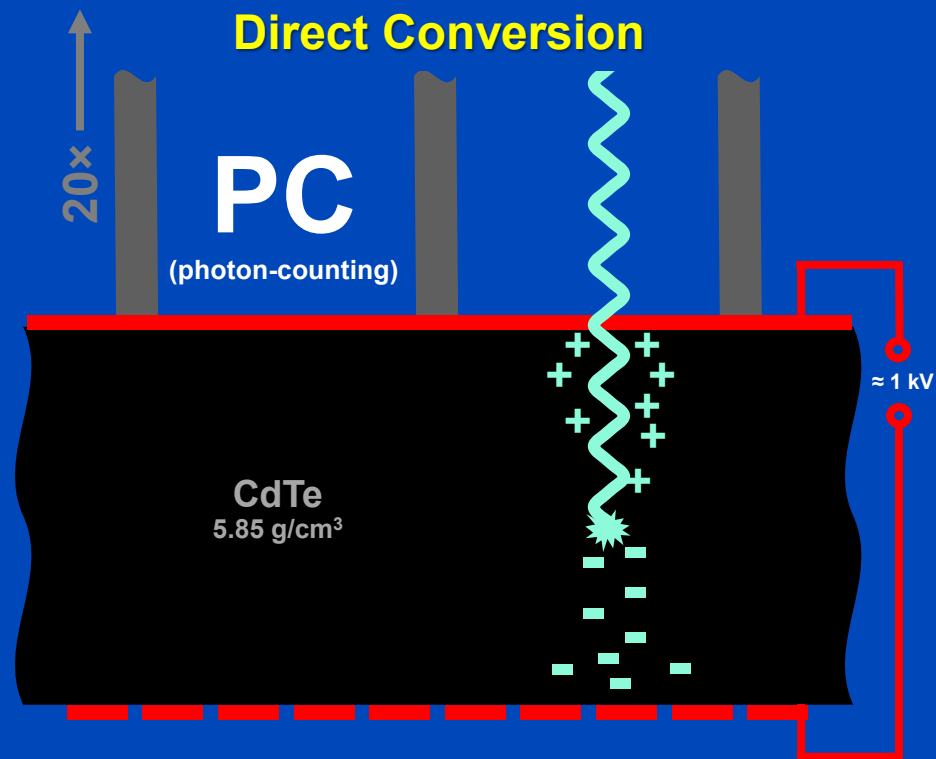 Direct Conversion
20×
PC
(photon-counting)
≈ 1 kV
CdTe
5.85 g/cm³